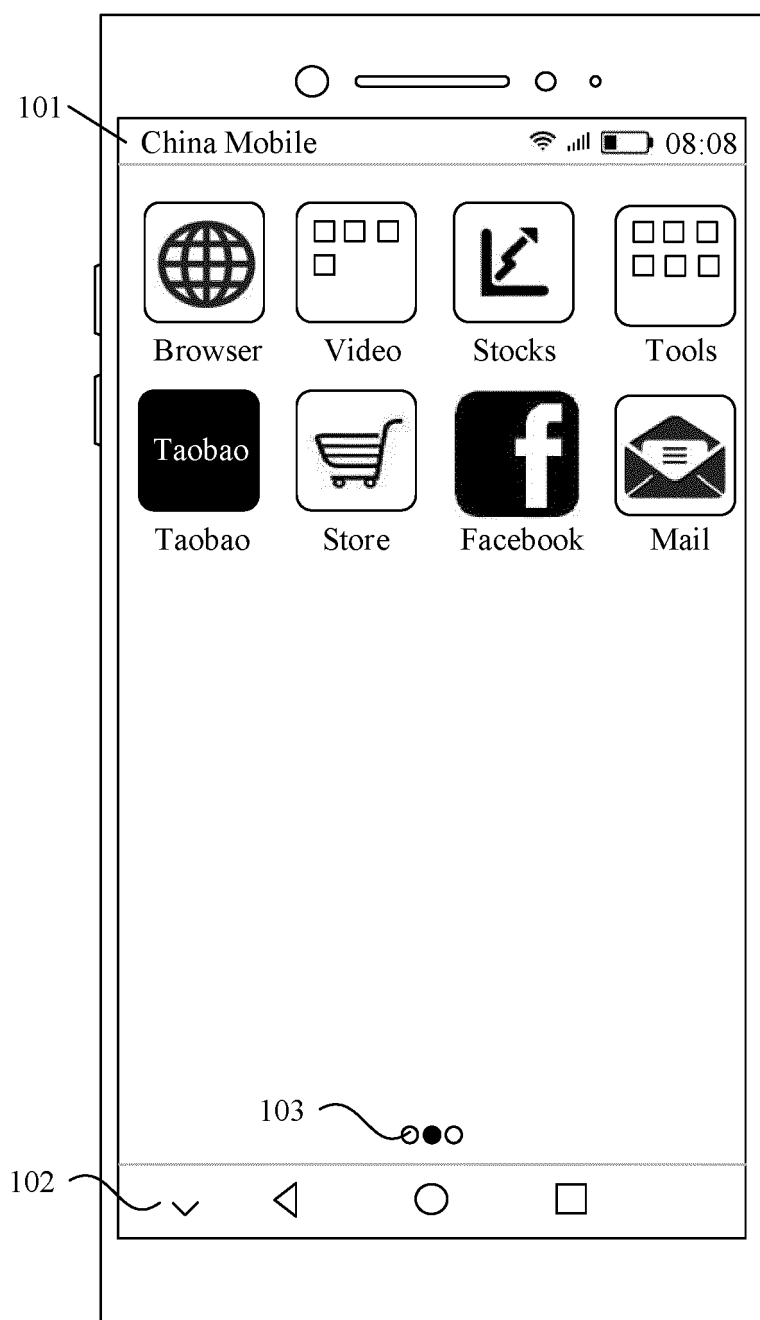 101
China Mobile 08:08
Browser Video Stocks Tools
Taobao
Taobao Store Facebook Mail
103
102